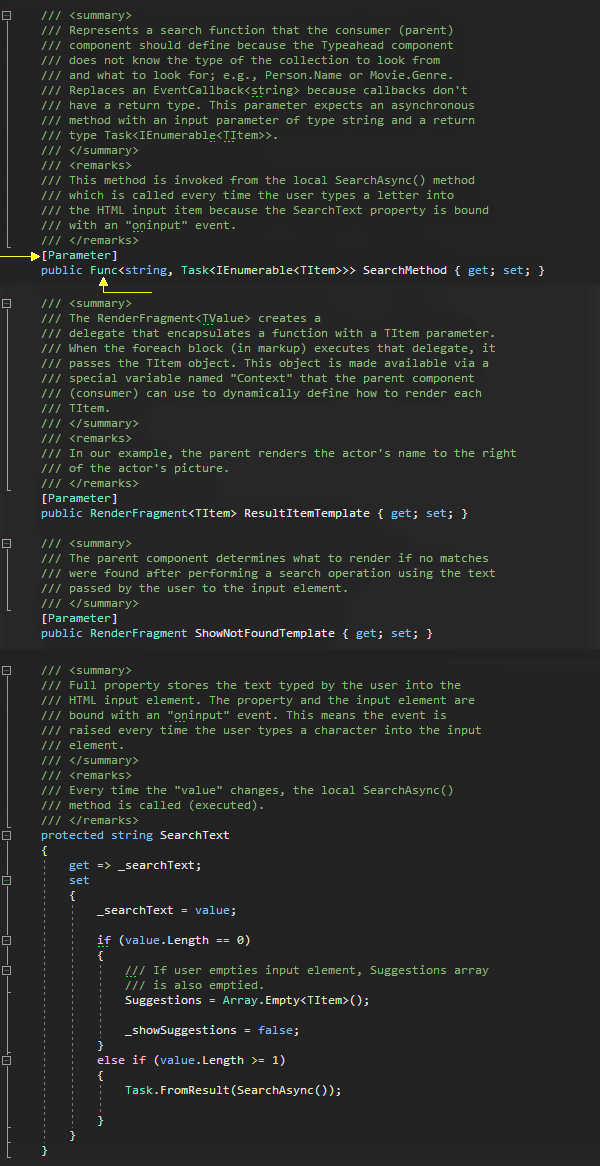 /// <summary>
/// Represents a search function that the consumer (parent)
/// component should define because the Typeahead component
/// does not know the type of the collection to look from
/// and what to look for; e.g., Person.Name or Movie.Genre.
/// Replaces an EventCallback<string> because callbacks don't
/// have a return type. This parameter expects an asynchronous
/// method with an input parameter of type string and a return
/// type Task<IEnumerable<TItem>>.
/// </summary>
/// <remarks>
/// This method is invoked from the local SearchAsync() method
/// which is called every time the user types a letter into
/// the HTML input item because the SearchText property is bound
/// with an "oninput" event.
/// </remarks>
[Parameter]
public Func<string, Task<IEnumerable<TItem>>> SearchMethod { get; set; }
/// <summary>
/// The RenderFragment<TValue> creates a
/// delegate that encapsulates a function with a TItem parameter.
/// When the foreach block (in markup) executes that delegate, it
/// passes the TItem object. This object is made available via a
/// special variable named "Context" that the parent component
/// (consumer) can use to dynamically define how to render each
/// TItem.
/// </summary>
/// <remarks>
/// In our example, the parent renders the actor's name to the right
/// of the actor's picture.
/// </remarks>
[Parameter]
public RenderFragment<TItem> ResultItemTemplate { get; set; }
/// <summary>
/// The parent component determines what to render if no matches
/// were found after performing a search operation using the text
/// passed by the user to the input element.
/// </summary>
[Parameter]
public RenderFragment ShowNotFoundTemplate { get; set; }
/// <summary>
/// Full property stores the text typed by the user into the
/// HTML input element. The property and the input element are
/// bound with an "oninput" event. This means the event is
/// raised every time the user types a character into the input
/// element.
/// </summary>
/// <remarks>
/// Every time the "value" changes, the local SearchAsync()
/// method is called (executed).
/// </remarks>
protected string SearchText
{
get => _searchText;
set
{
_searchText = value;
if (value.Length == 0)
{
/// If user empties input element, Suggestions array
/// is also emptied.
Suggestions = Array.Empty<TItem>();
_showSuggestions = false;
}
else if (value.Length >= 1)
{
Task.FromResult(SearchAsync());
}
}
}